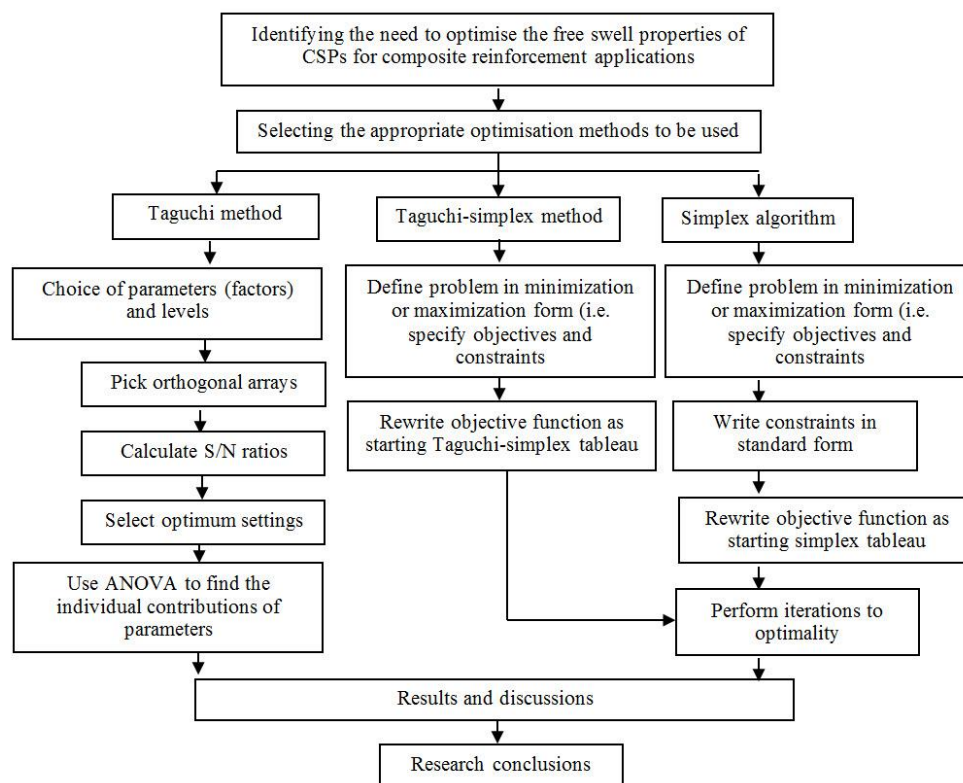 Identifying the need to optimise the free swell properties of
CSPs for composite reinforcement applications
Selecting the appropriate optimisation methods to be used
Taguchi method
Taguchi-simplex method
Simplex algorithm
Choice of parameters (factors)
and levels
Define problem in minimization
or maximization form (i.e.
specify objectives and
constraints
Define problem in minimization
or maximization form (i.e.
specify objectives and
constraints
Pick orthogonal arrays
Rewrite objective function as
starting Taguchi-simplex tableau
Write constraints in
standard form
Calculate S/N ratios
Select optimum settings
Rewrite objective function as
starting simplex tableau
Use ANOVA to find the
individual contributions of
parameters
Perform iterations to
optimality
Results and discussions
Research conclusions